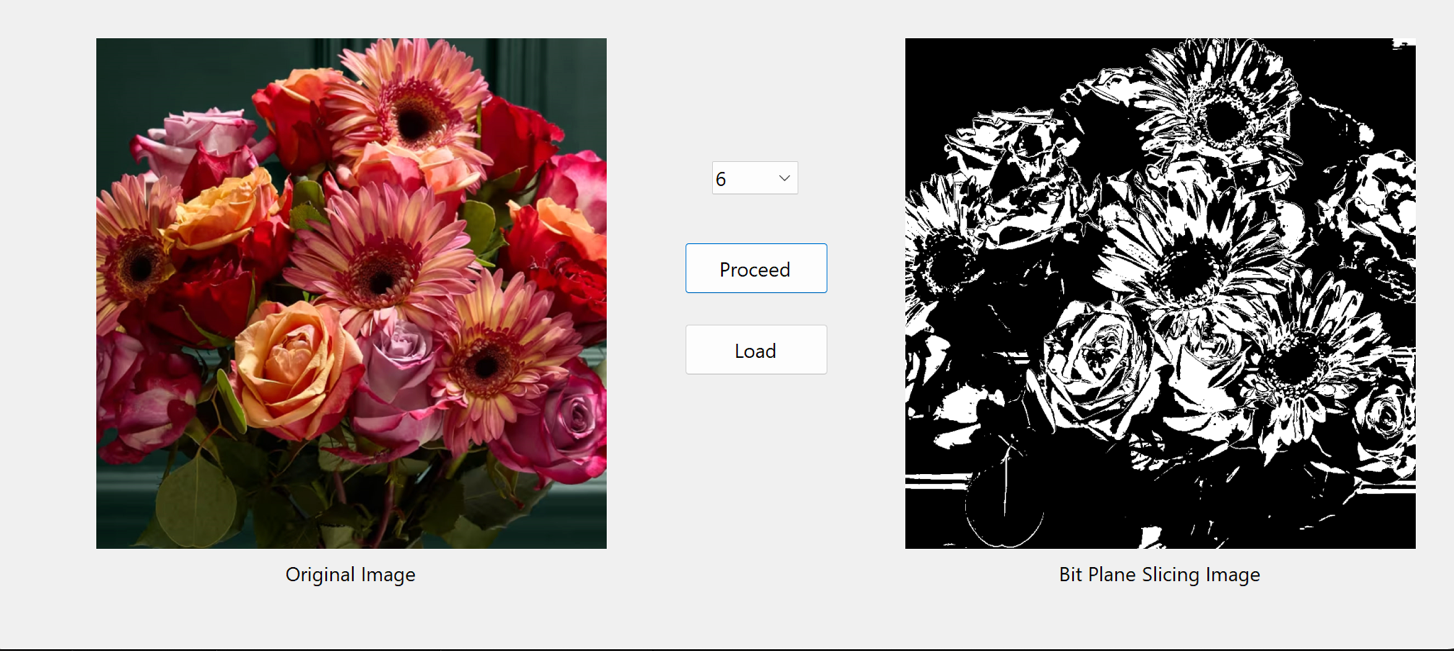 6
Proceed
Load
Original Image
Bit Plane Slicing Image